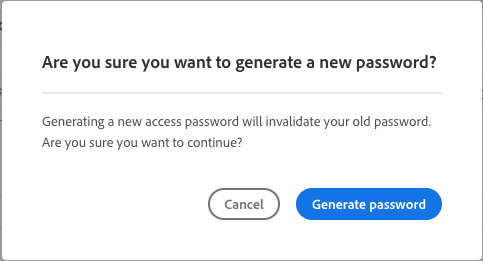 Are you sure you want to generate a new password?
Generating a new access password will invalidate your old password.
Are you sure you want to continue?
Cancel
Generate password